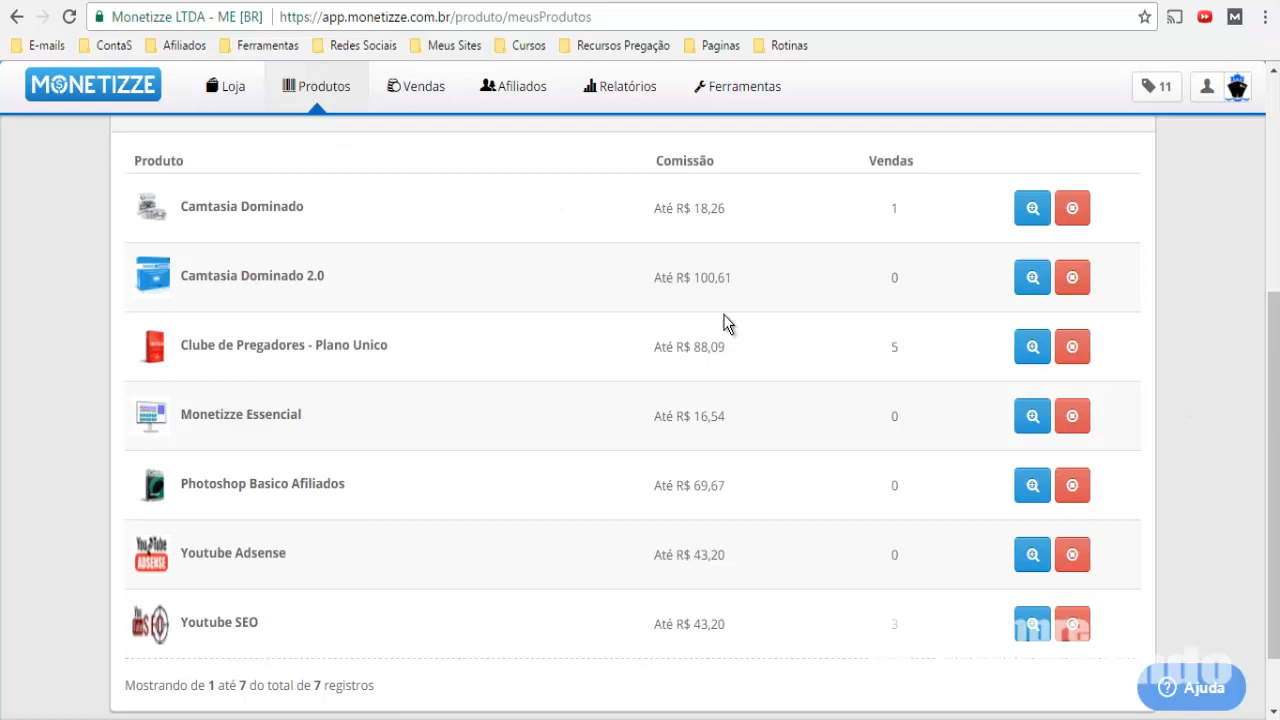 Monetizze LTDA - ME [BR] https://app.monetizze.com.br/produto/meusProdutos
E-mails ContaS Afiliados Ferramentas Redes Sociais Meus Sites Cursos Recursos Pregação Paginas Rotinas
MONETIZZE Loja Produtos Vendas Afiliados Relatórios Ferramentas 11
Produto Comissão Vendas
Camtasia Dominado Até R$ 18,26 1
Camtasia Dominado 2.0 Até R$ 100,61 0
Clube de Pregadores - Plano Unico Até R$ 88,09 5
Monetizze Essencial Até R$ 16,54 0
Photoshop Basico Afiliados Até R$ 69,67 0
Youtube Adsense Até R$ 43,20 0
Youtube SEO Até R$ 43,20 3
Mostrando de 1 até 7 do total de 7 registros
Ajuda